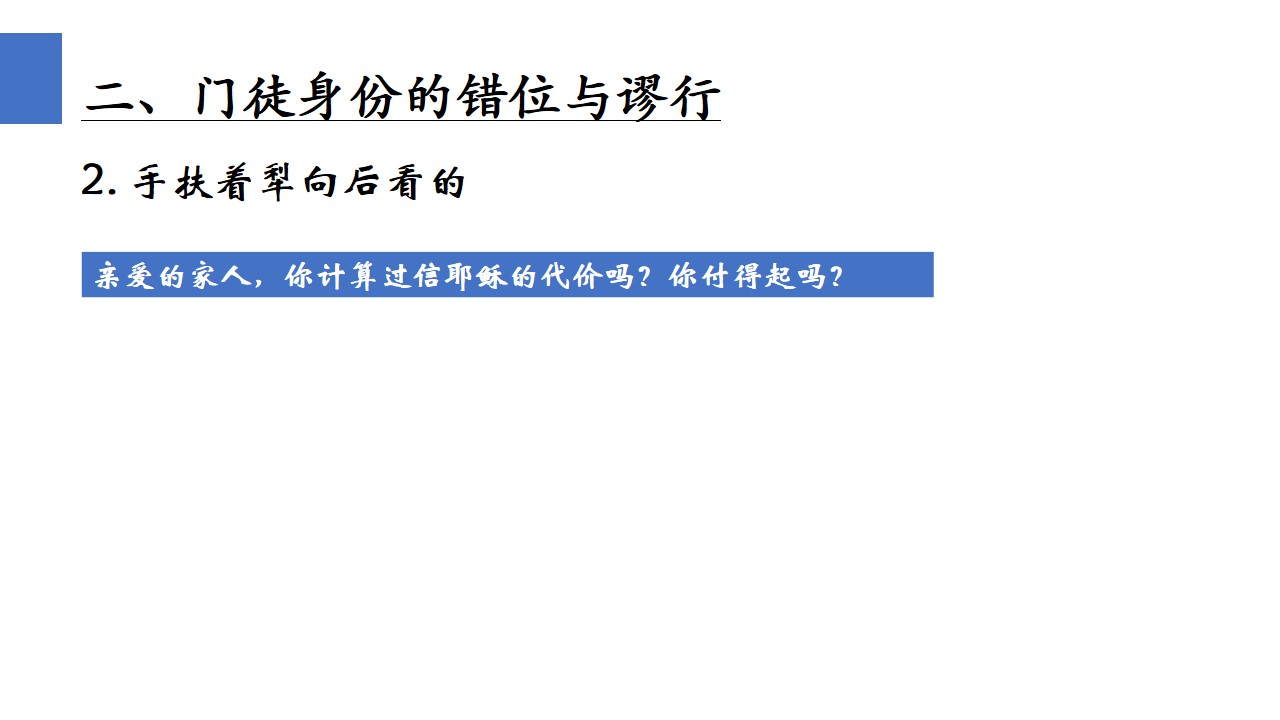 二、门徒身份的错位与谬行
2. 手扶着犁向后看的
亲爱的家人，你计算过信耶稣的代价吗？你付得起吗？